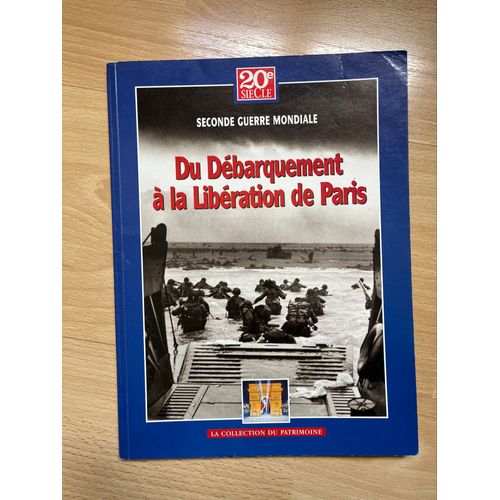 20e
SIÈCLE
SECONDE GUERRE MONDIALE
Du Débarquement
à la Libération de Paris
LA COLLECTION DU PATRIMOINE